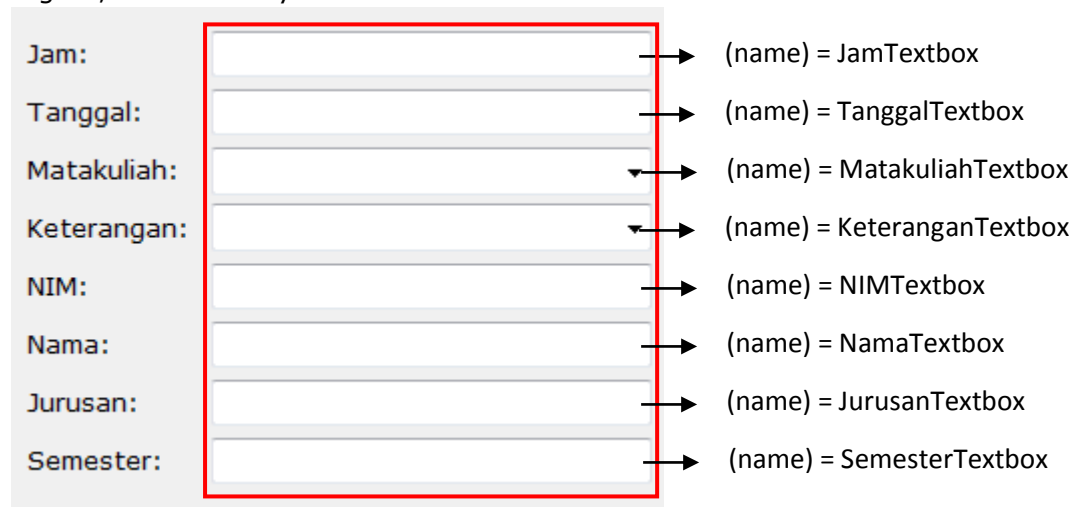 Jam: (name) = JamTextbox
Tanggal: (name) = TanggalTextbox
Matakuliah: (name) = MatakuliahTextbox
Keterangan: (name) = KeteranganTextbox
NIM: (name) = NIMTextbox
Nama: (name) = NamaTextbox
Jurusan: (name) = JurusanTextbox
Semester: (name) = SemesterTextbox